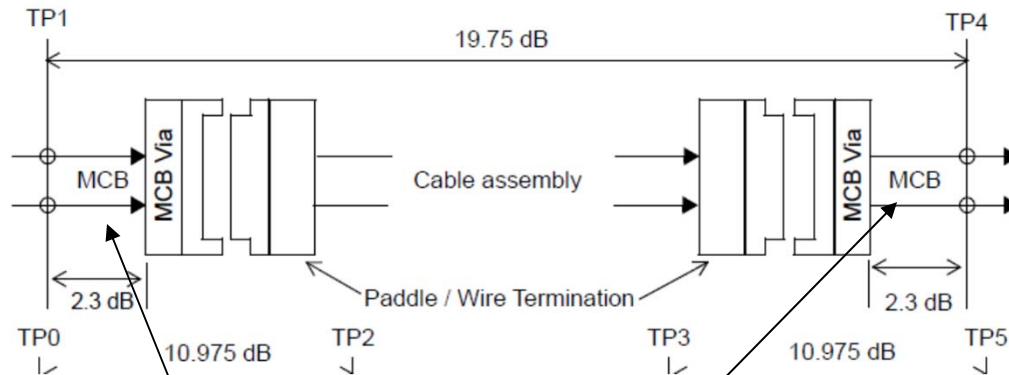 TP1 TP4
19.75 dB
MCB MCB Via Cable assembly MCB Via MCB
2.3 dB Paddle / Wire Termination 2.3 dB
TP0 TP2 TP3 TP5
10.975 dB 10.975 dB